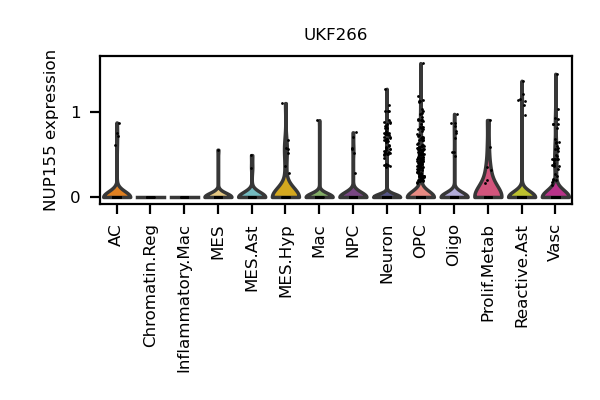 UKF266
NUP155 expression
1
0
AC
Chromatin.Reg
Inflammatory.Mac
MES
MES.Ast
MES.Hyp
Mac
NPC
Neuron
OPC
Oligo
Prolif.Metab
Reactive.Ast
Vasc